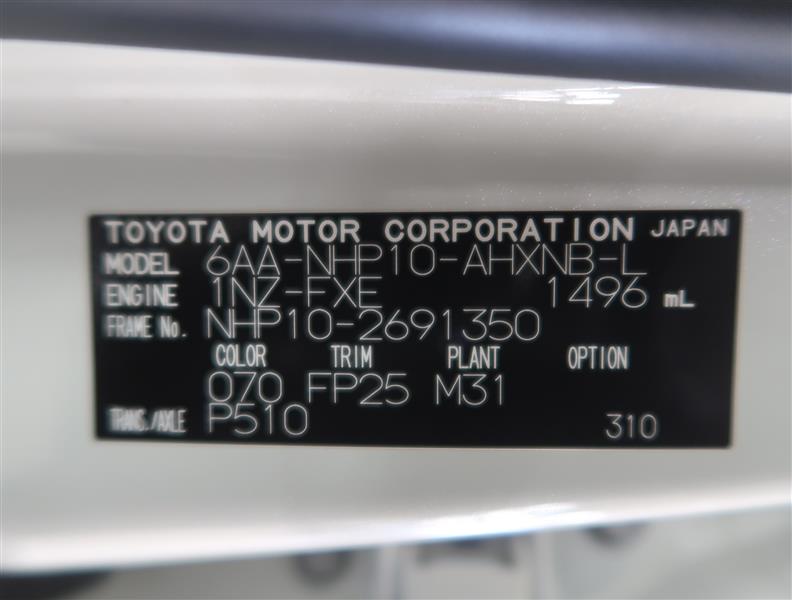 TOYOTA MOTOR CORPORATION JAPAN
MODEL 6AA-NHP10-AHXNB-L
ENGINE 1NZ-FXE 1496 mL
FRAME No. NHP10-2691350
COLOR TRIM PLANT OPTION
070 FP25 M31
TRANS./AXLE P510 310